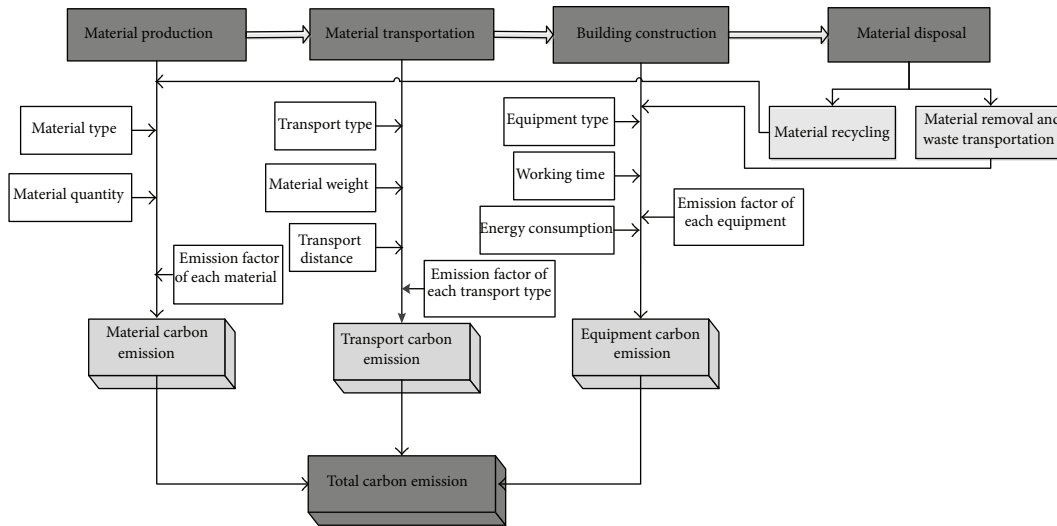 Material production
Material transportation
Building construction
Material disposal
Material type
Transport type
Equipment type
Material recycling
Material removal and
waste transportation
Material quantity
Material weight
Working time
Emission factor of
each equipment
Energy consumption
Transport
distance
Emission factor
of each material
Emission factor of
each transport type
Material carbon
emission
Transport carbon
emission
Equipment carbon
emission
Total carbon emission